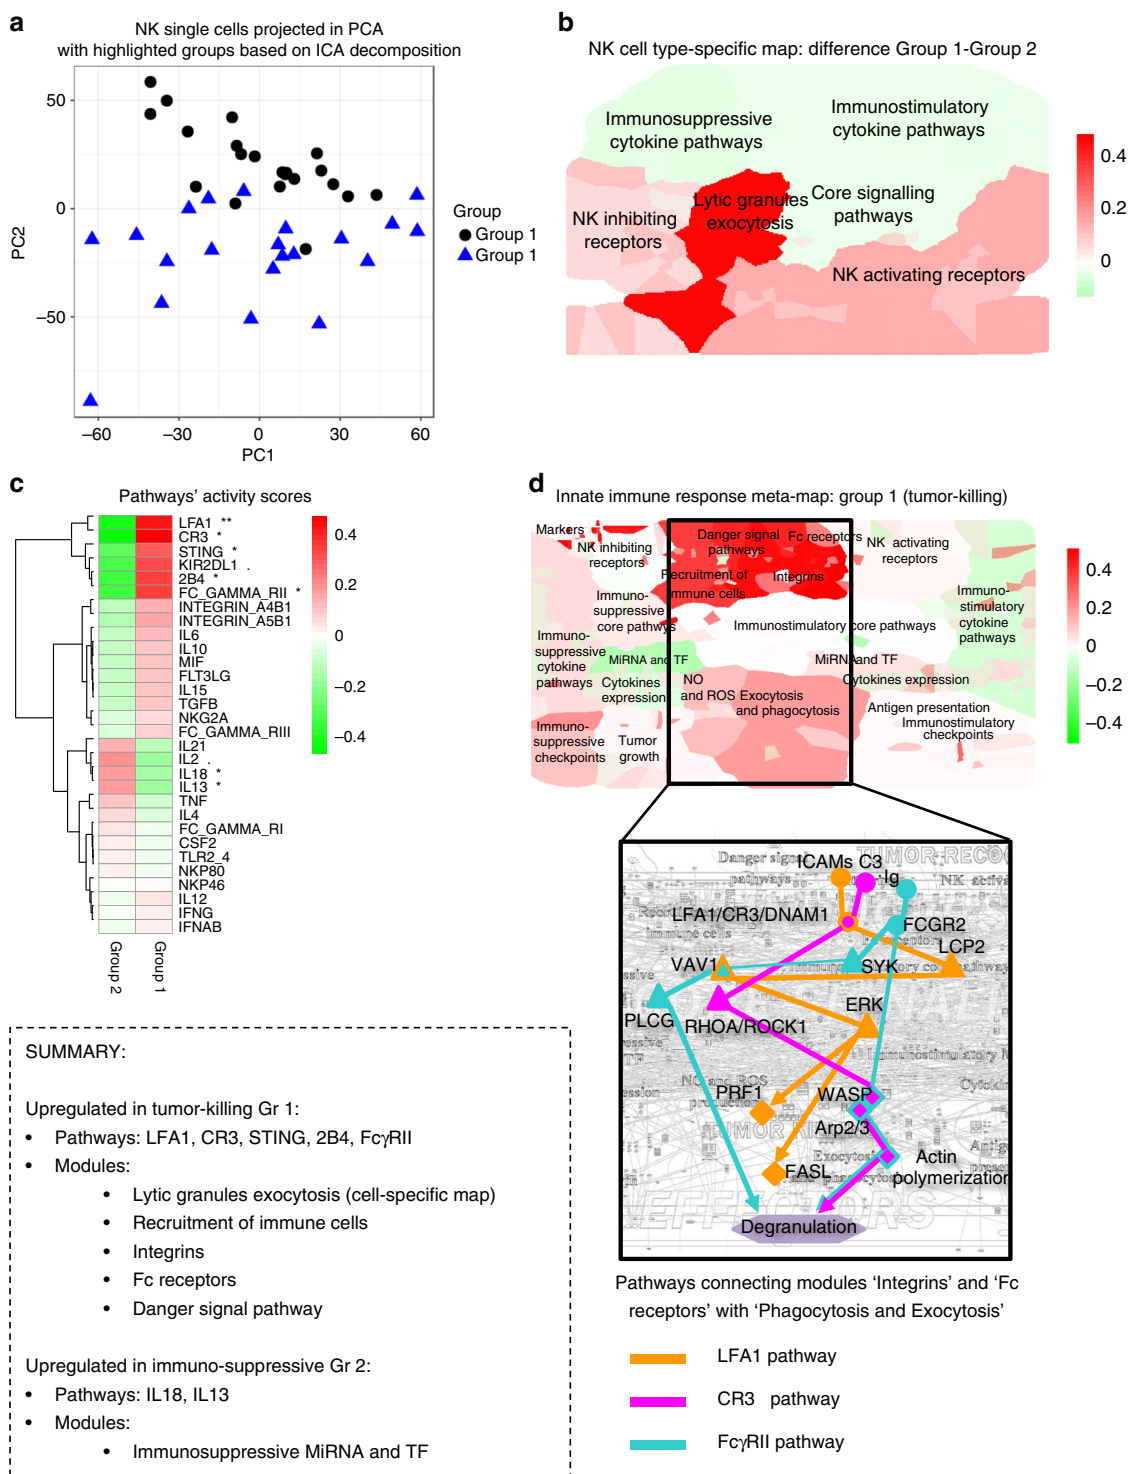 a
NK single cells projected in PCA
with highlighted groups based on ICA decomposition
PC2
50
0
−50
−60
−30
0
30
60
PC1
Group
Group 1
Group 1
b
NK cell type-specific map: difference Group 1-Group 2
Immunosuppressive
cytokine pathways
Immunostimulatory
cytokine pathways
Lytic granules
exocytosis
Core signalling
pathways
NK inhibiting
receptors
NK activating receptors
0.4
0.2
0
c
Pathways' activity scores
LFA1 **
CR3 *
STING *
KIR2DL1 .
2B4 *
FC_GAMMA_RII *
INTEGRIN_A4B1
INTEGRIN_A5B1
IL6
IL10
MIF
FLT3LG
IL15
TGFB
NKG2A
FC_GAMMA_RIII
IL21
IL2 .
IL18 *
IL13 *
TNF
IL4
FC_GAMMA_RI
CSF2
TLR2_4
NKP80
NKP46
IL12
IFNG
IFNAB
Group 2
Group 1
0.4
0.2
0
−0.2
−0.4
d
Innate immune response meta-map: group 1 (tumor-killing)
Markers
NK inhibiting
receptors
Danger signal
pathways
Fc receptors
NK activating
receptors
Recruitment of
immune cells
Integrins
Immuno-
suppressive
core pathways
Immuno-
stimulatory
cytokine
pathways
Immunostimulatory core pathways
Immuno-
suppressive
cytokine
pathways
MiRNA and TF
MiRNA and TF
Cytokines
expression
NO
and ROS
Exocytosis
and phagocytosis
Cytokines expression
Antigen presentation
Immunostimulatory
checkpoints
Immuno-
suppressive
checkpoints
Tumor
growth
0.4
0.2
0
−0.2
−0.4
Danger signal
pathways
TUMOR RECO
NK activa
ICAMs C3
Ig
LFA1/CR3/DNAM1
FCGR2
LCP2
VAV1
SYK
ERK
PLCG
RHOA/ROCK1
PRF1
WASP
Arp2/3
TUMOR KILLING
FASL
Actin
polymerization
EFFECTORS
Degranulation
Pathways connecting modules 'Integrins' and 'Fc
receptors' with 'Phagocytosis and Exocytosis'
LFA1 pathway
CR3 pathway
FcγRII pathway
SUMMARY:
Upregulated in tumor-killing Gr 1:
• Pathways: LFA1, CR3, STING, 2B4, FcγRII
• Modules:
• Lytic granules exocytosis (cell-specific map)
• Recruitment of immune cells
• Integrins
• Fc receptors
• Danger signal pathway
Upregulated in immuno-suppressive Gr 2:
• Pathways: IL18, IL13
• Modules:
• Immunosuppressive MiRNA and TF